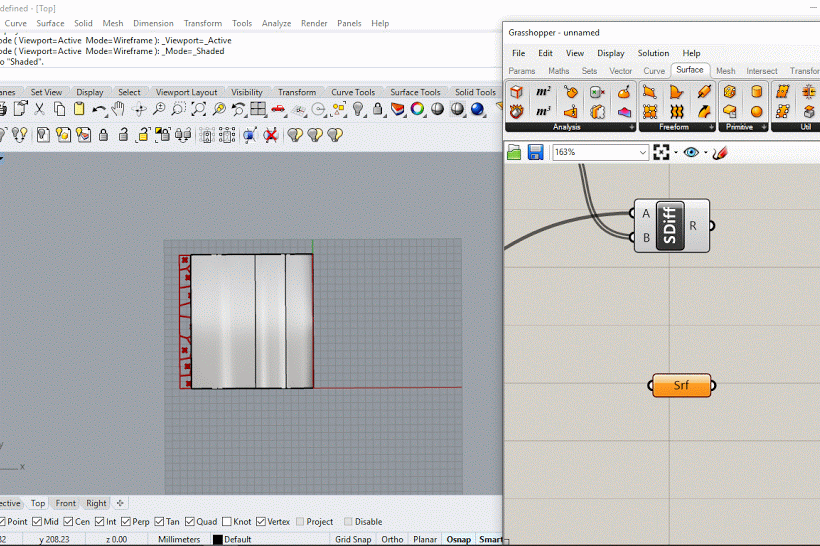 defined - [Top]
Curve Surface Solid Mesh Dimension Transform Tools Analyze Render Panels Help
ode ( Viewport=Active Mode=Wireframe ): _Viewport=_Active
ode ( Viewport=Active Mode=Wireframe ): _Mode=_Shaded
o "Shaded".
anes Set View Display Select Viewport Layout Visibility Transform Curve Tools Surface Tools Solid Tools
Grasshopper - unnamed
File Edit View Display Solution Help
Params Maths Sets Vector Curve Surface Mesh Intersect Transfor
m²
m³
Analysis Freeform Primitive Util
163%
A
B
SDiff
R
Srf
y
x
ective Top Front Right
Point Mid Cen Int Perp Tan Quad Knot Vertex Project Disable
32 y 208.23 z 0.00 Millimeters Default Grid Snap Ortho Planar Osnap Smart